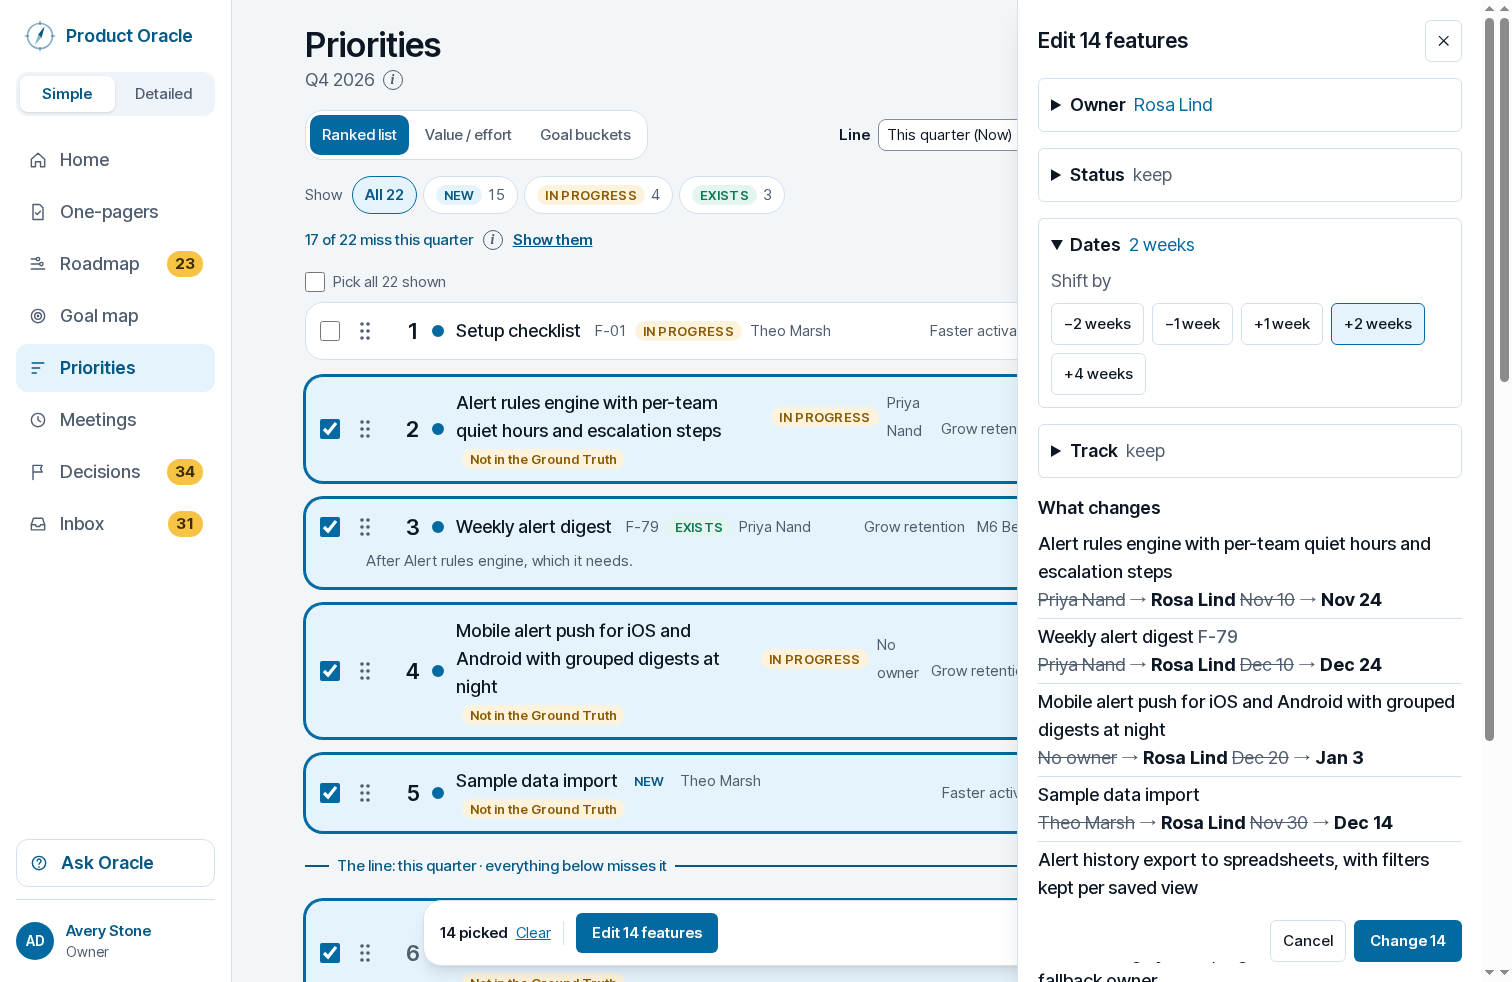 Product Oracle
Simple
Detailed
Home
One-pagers
Roadmap 23
Goal map
Priorities
Meetings
Decisions 34
Inbox 31
Ask Oracle
AD
Avery Stone
Owner
Priorities
Q4 2026 i
Ranked list
Value / effort
Goal buckets
Line
This quarter (Now)
Show
All 22
NEW 15
IN PROGRESS 4
EXISTS 3
17 of 22 miss this quarter i Show them
Pick all 22 shown
1 Setup checklist F-01 IN PROGRESS Theo Marsh Faster activa
2 Alert rules engine with per-team quiet hours and escalation steps
IN PROGRESS
Priya Nand
Grow reten
Not in the Ground Truth
3 Weekly alert digest F-79 EXISTS Priya Nand Grow retention M6 Be
After Alert rules engine, which it needs.
4 Mobile alert push for iOS and Android with grouped digests at night
IN PROGRESS
No owner
Grow retentio
Not in the Ground Truth
5 Sample data import NEW Theo Marsh
Faster activ
Not in the Ground Truth
The line: this quarter · everything below misses it
6
14 picked Clear
Edit 14 features
Not in the Ground Truth
Edit 14 features
Owner Rosa Lind
Status keep
Dates 2 weeks
Shift by
−2 weeks
−1 week
+1 week
+2 weeks
+4 weeks
Track keep
What changes
Alert rules engine with per-team quiet hours and
escalation steps
Priya Nand → Rosa Lind Nov 10 → Nov 24
Weekly alert digest F-79
Priya Nand → Rosa Lind Dec 10 → Dec 24
Mobile alert push for iOS and Android with grouped
digests at night
No owner → Rosa Lind Dec 20 → Jan 3
Sample data import
Theo Marsh → Rosa Lind Nov 30 → Dec 14
Alert history export to spreadsheets, with filters
kept per saved view
Cancel
Change 14
fallback owner